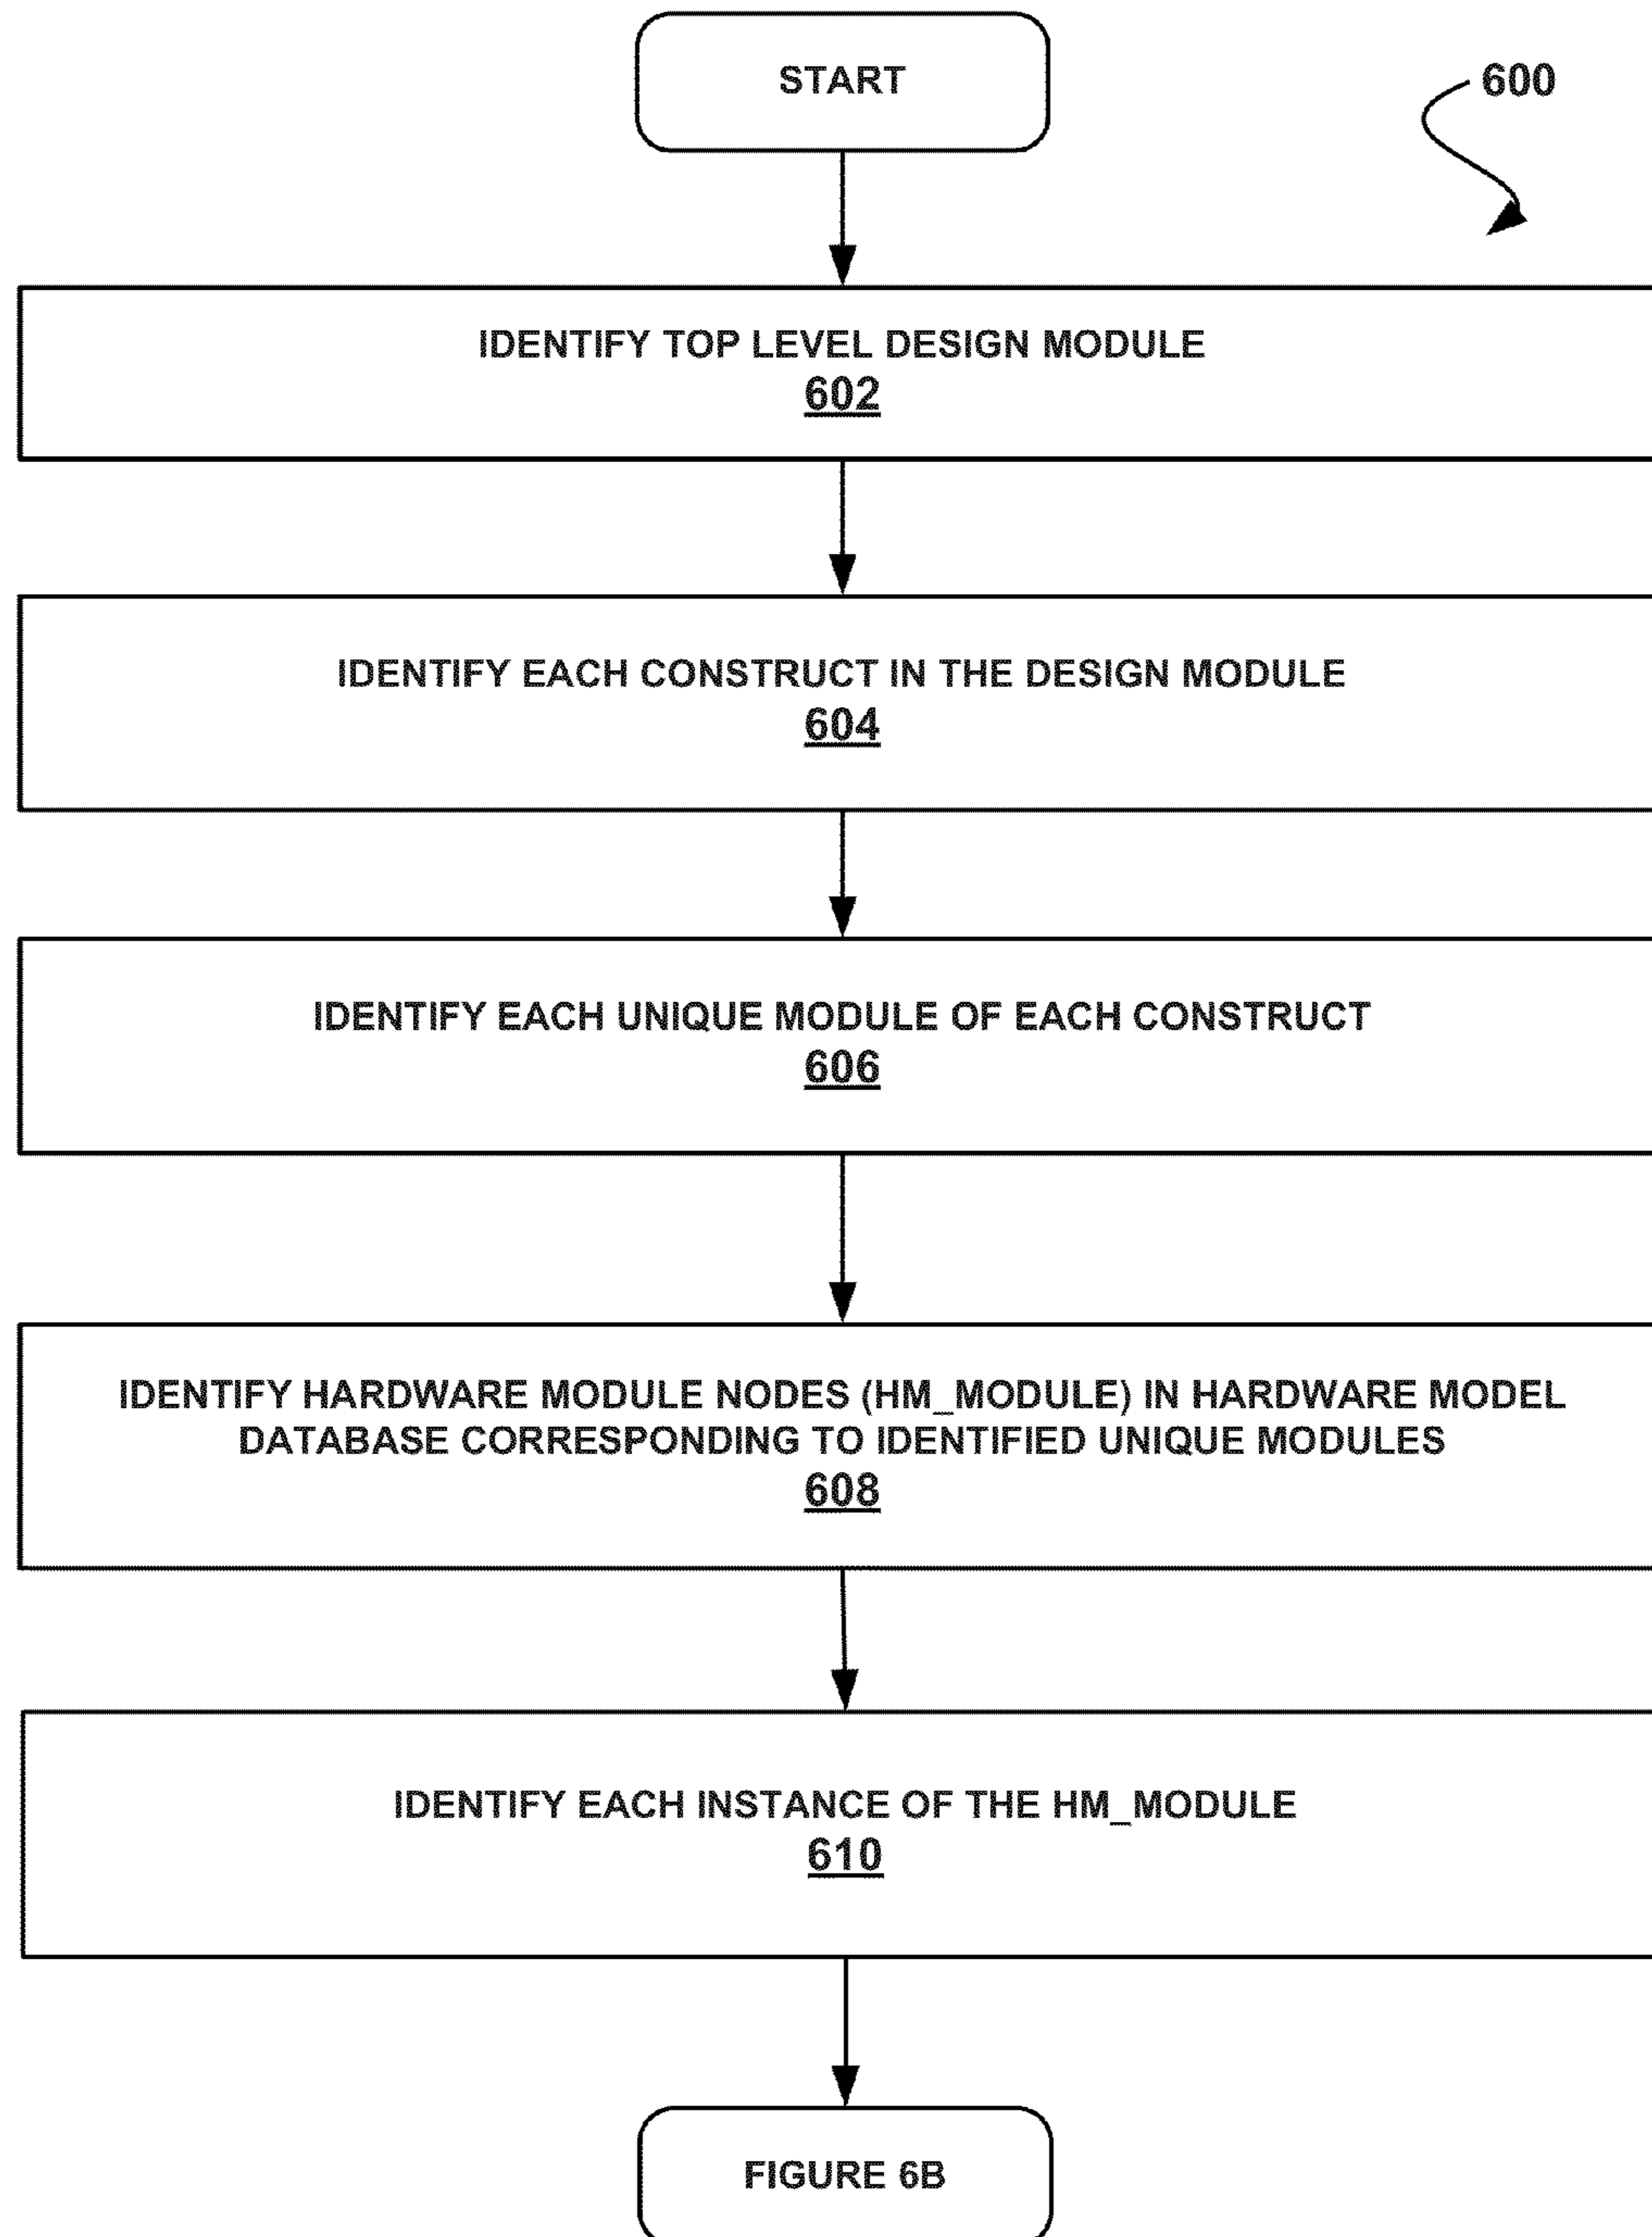 START
600
IDENTIFY TOP LEVEL DESIGN MODULE
602
IDENTIFY EACH CONSTRUCT IN THE DESIGN MODULE
604
IDENTIFY EACH UNIQUE MODULE OF EACH CONSTRUCT
606
IDENTIFY HARDWARE MODULE NODES (HM_MODULE) IN HARDWARE MODEL
DATABASE CORRESPONDING TO IDENTIFIED UNIQUE MODULES
608
IDENTIFY EACH INSTANCE OF THE HM_MODULE
610
FIGURE 6B